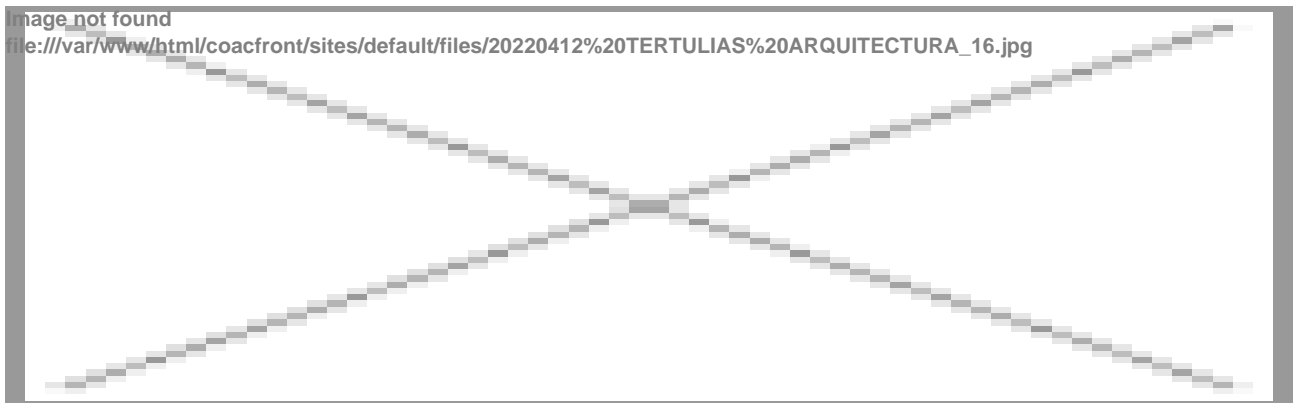 Image not found
file:///var/www/html/coacfront/sites/default/files/20220412%20TERTULIAS%20ARQUITECTURA_16.jpg